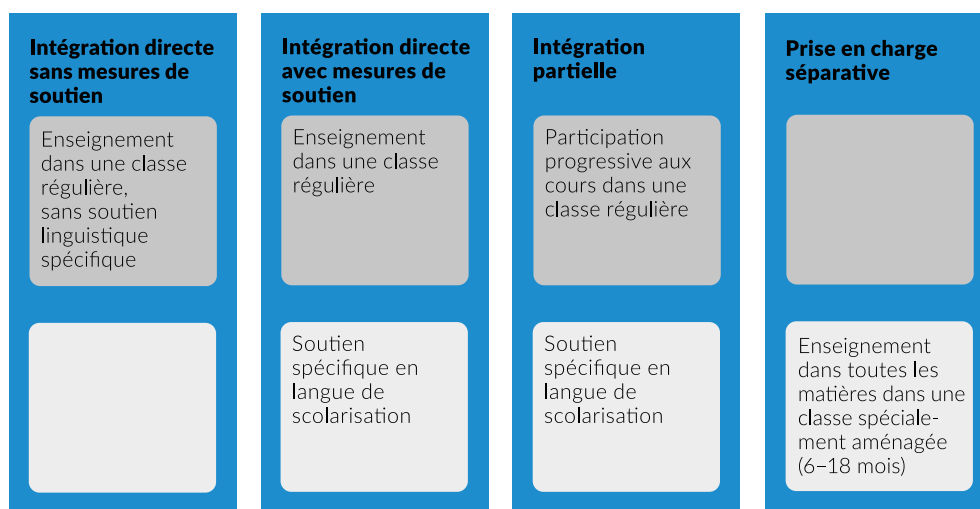 Intégration directe
sans mesures de
soutien
Enseignement
dans une classe
régulière,
sans soutien
linguistique
spécifique
Intégration directe
avec mesures de
soutien
Enseignement
dans une classe
régulière
Soutien
spécifique en
langue de
scolarisation
Intégration
partielle
Participation
progressive aux
cours dans une
classe régulière
Soutien
spécifique en
langue de
scolarisation
Prise en charge
séparative
Enseignement
dans toutes les
matières dans une
classe spéciale-
ment aménagée
(6–18 mois)